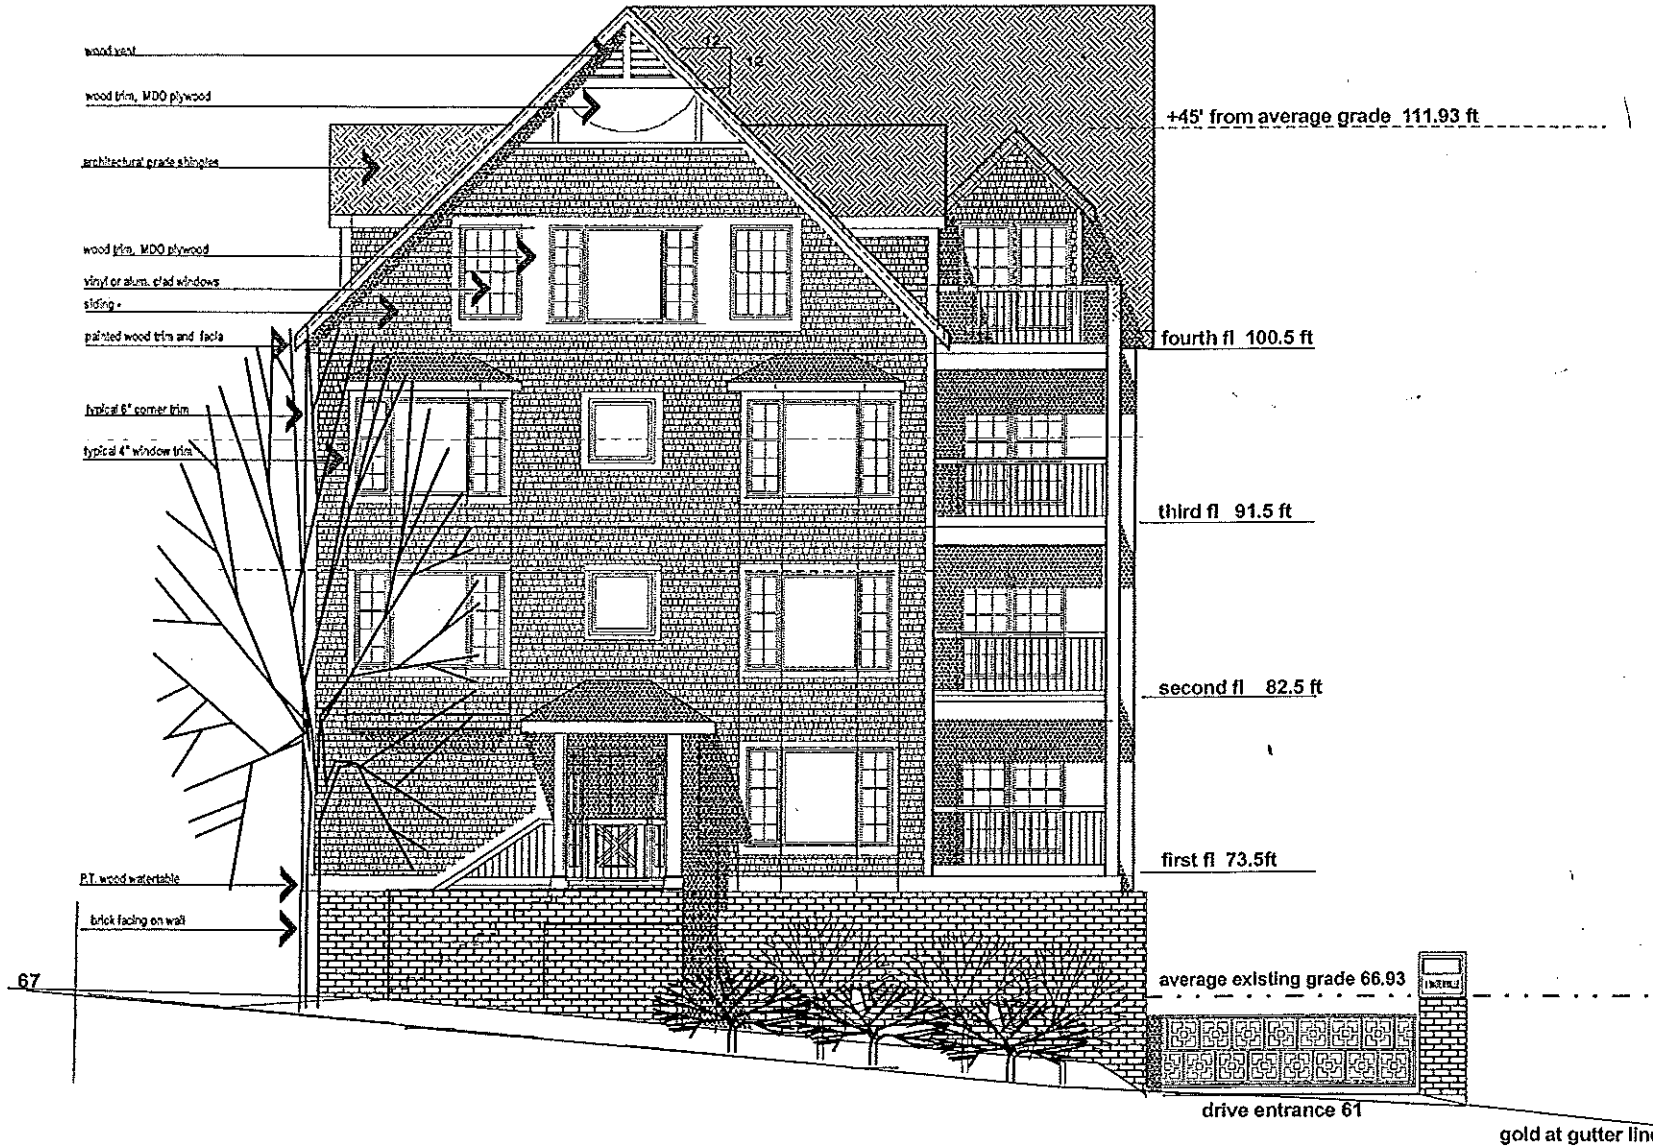 wood vent
wood trim, MDO plywood
architectural grade shingles
wood trim, MDO plywood
vinyl or alum. clad windows
siding -
painted wood trim and facia
typical 6" corner trim
typical 4" window trim
P.T. wood watertable
brick facing on wall
67
12
12
+45' from average grade 111.93 ft
fourth fl 100.5 ft
third fl 91.5 ft
second fl 82.5 ft
first fl 73.5ft
average existing grade 66.93
drive entrance 61
gold at gutter line